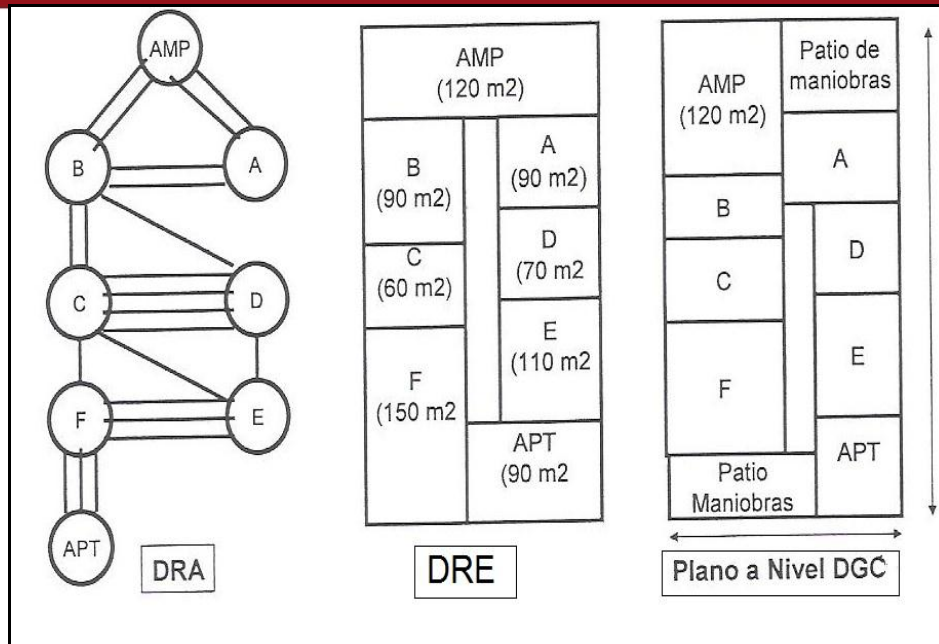 AMP
B
A
C
D
F
E
APT
DRA
AMP
(120 m2)
B
(90 m2)
A
(90 m2)
C
(60 m2)
D
(70 m2
E
(110 m2
F
(150 m2
APT
(90 m2
DRE
AMP
(120 m2)
Patio de
maniobras
A
B
C
D
E
F
APT
Patio
Maniobras
Plano a Nivel DGC